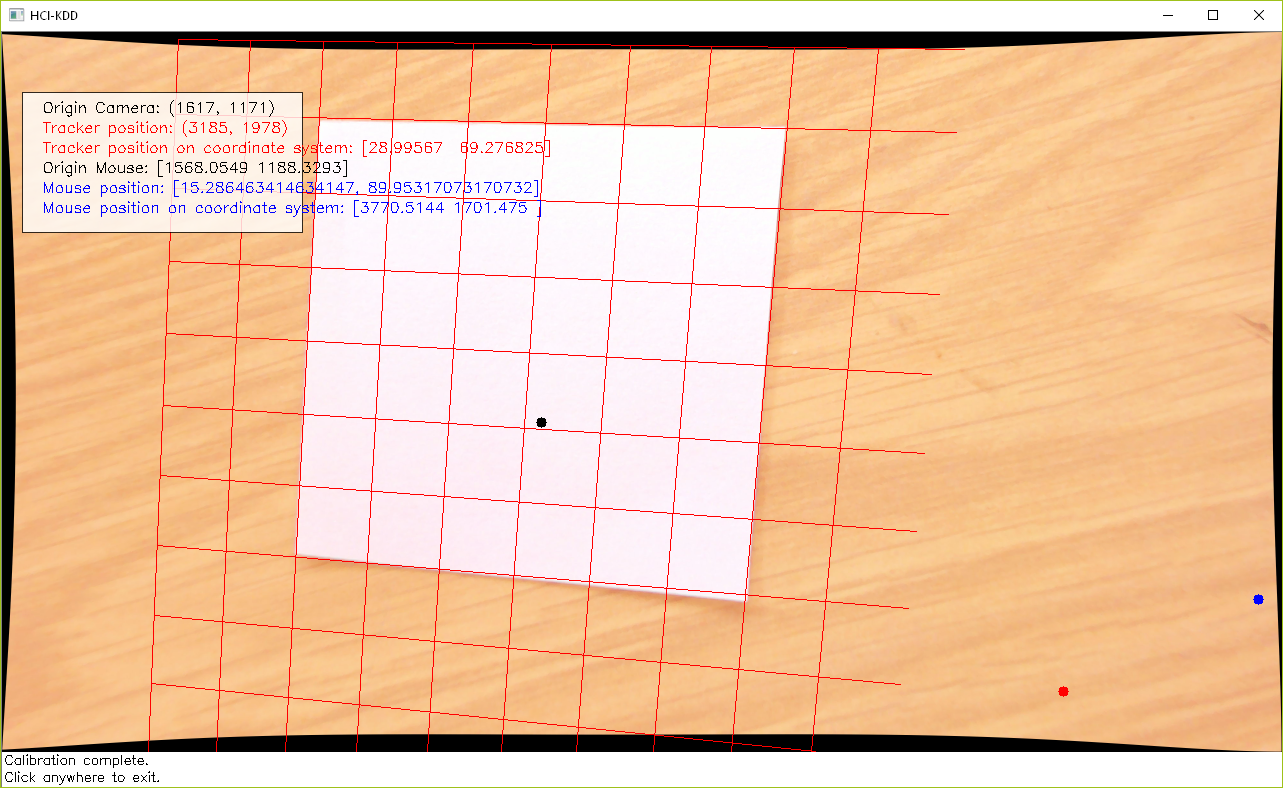 HCI-KDD
Origin Camera: (1617, 1171)
Tracker position: (3185, 1978)
Tracker position on coordinate system: [28.99567 69.276825]
Origin Mouse: [1568.0549 1188.3293]
Mouse position: [15.286463414634147, 89.95317073170732]
Mouse position on coordinate system: [3770.5144 1701.475 ]
Calibration complete.
Click anywhere to exit.